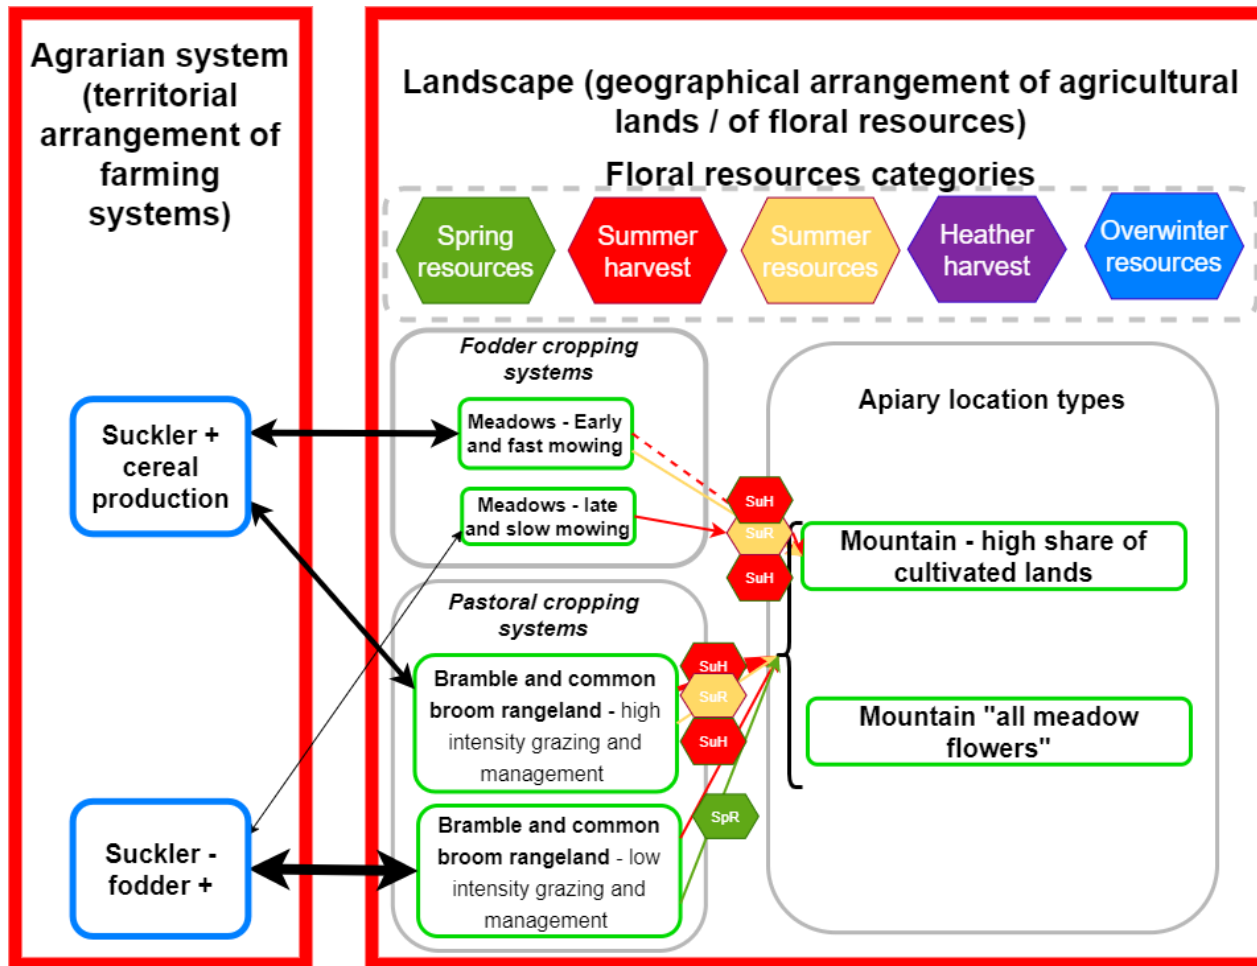 Agrarian system
(territorial
arrangement of
farming
systems)
Suckler +
cereal
production
Suckler -
fodder +
Landscape (geographical arrangement of agricultural
lands / of floral resources)
Floral resources categories
Spring
resources
Summer
harvest
Summer
resources
Heather
harvest
Overwinter
resources
Fodder cropping
systems
Meadows - Early
and fast mowing
Meadows - late
and slow mowing
Pastoral cropping
systems
Bramble and common
broom rangeland - high
intensity grazing and
management
Bramble and common
broom rangeland - low
intensity grazing and
management
SuH
SuR
SuH
SuH
SuR
SuH
SpR
Apiary location types
Mountain - high share of
cultivated lands
Mountain "all meadow
flowers"